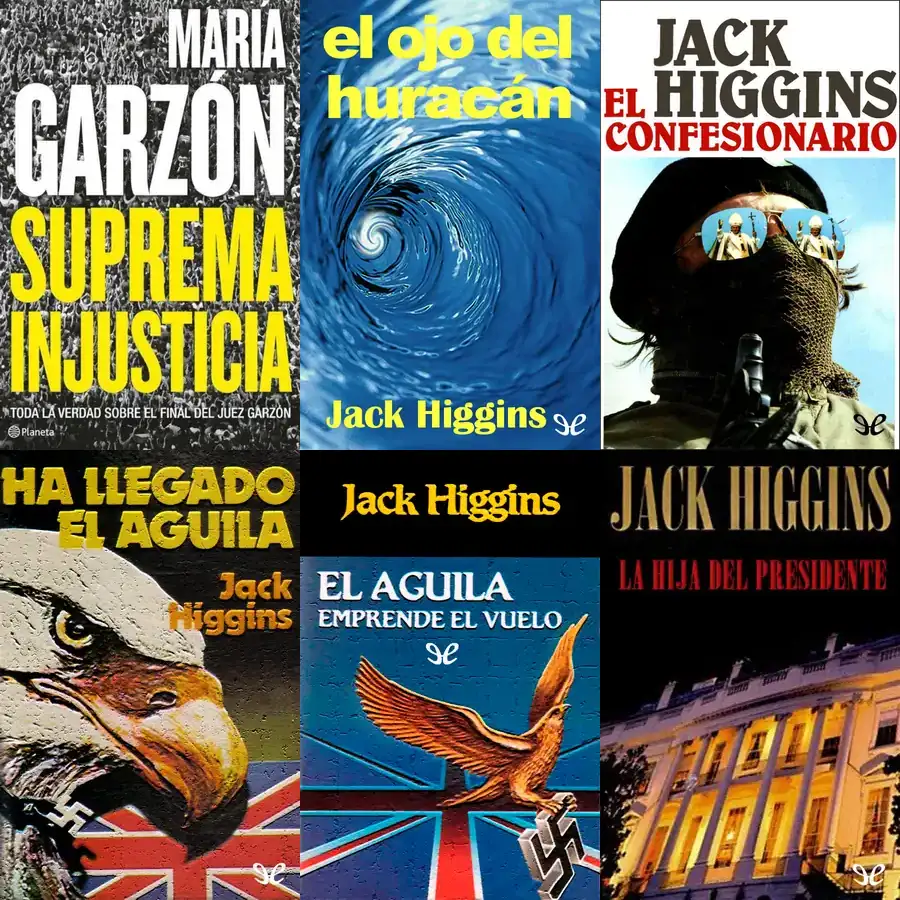 MARÍA
GARZÓN
SUPREMA
INJUSTICIA
TODA LA VERDAD SOBRE EL FINAL DEL JUEZ GARZÓN
Planeta
el ojo del
huracán
Jack Higgins
JACK
HIGGINS
EL
CONFESIONARIO
HA LLEGADO
EL AGUILA
Jack
Higgins
Jack Higgins
EL AGUILA
EMPRENDE EL VUELO
JACK HIGGINS
LA HIJA DEL PRESIDENTE